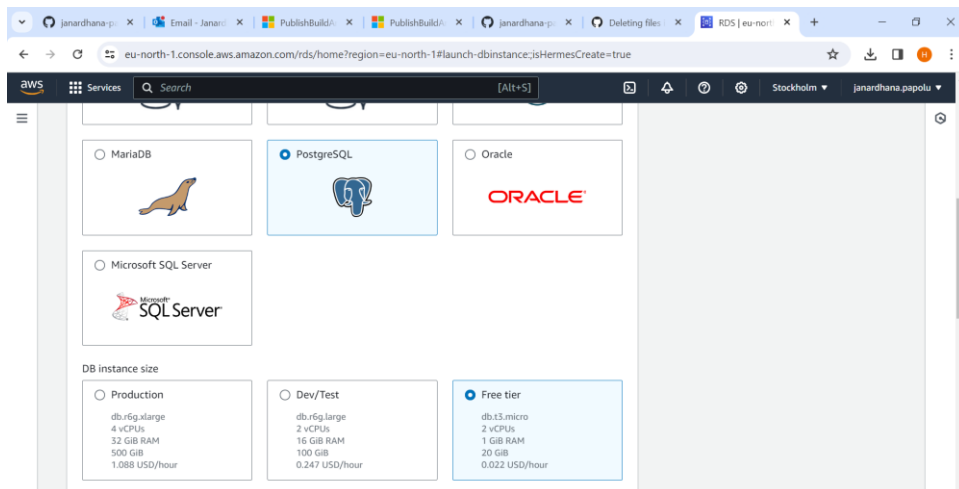 janardhana-pa
Email - Janard
PublishBuildA
PublishBuildA
janardhana-p
Deleting files
RDS | eu-nort
eu-north-1.console.aws.amazon.com/rds/home?region=eu-north-1#launch-dbinstance:;isHermesCreate=true
H
aws
Services
Search
[Alt+S]
Stockholm
janardhana.papolu
MariaDB
PostgreSQL
Oracle
ORACLE
Microsoft SQL Server
Microsoft
SQL Server
DB instance size
Production
db.r6g.xlarge
4 vCPUs
32 GiB RAM
500 GiB
1.088 USD/hour
Dev/Test
db.r6g.large
2 vCPUs
16 GiB RAM
100 GiB
0.247 USD/hour
Free tier
db.t3.micro
2 vCPUs
1 GiB RAM
20 GiB
0.022 USD/hour